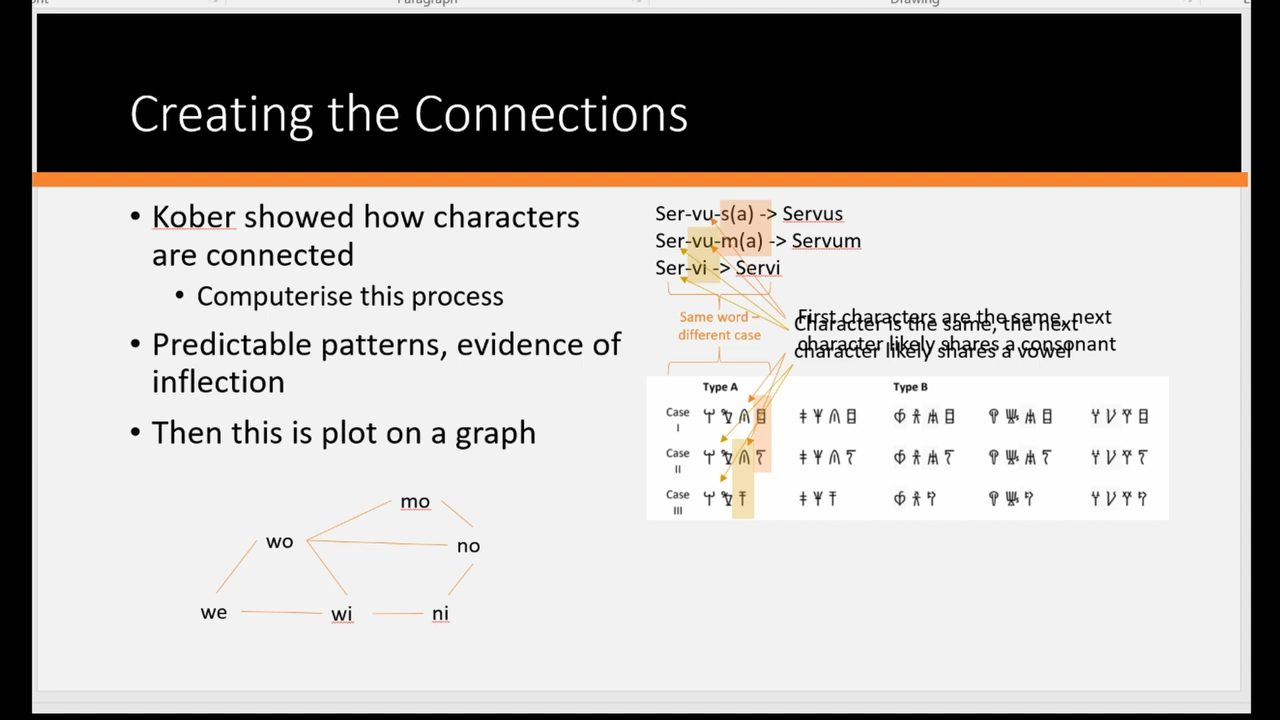 Paragraph
Drawing
Creating the Connections
• Kober showed how characters
are connected
• Computerise this process
• Predictable patterns, evidence of
inflection
• Then this is plot on a graph
mo
wo
no
we
wi
ni
Ser-vu-s(a) -> Servus
Ser-vu-m(a) -> Servum
Ser-vi -> Servi
Same word –
different case
First characters are the same, next
character likely shares a consonant
Character is the same, the next
character likely shares a vowel
Type A
Type B
Case
I
Case
II
Case
III